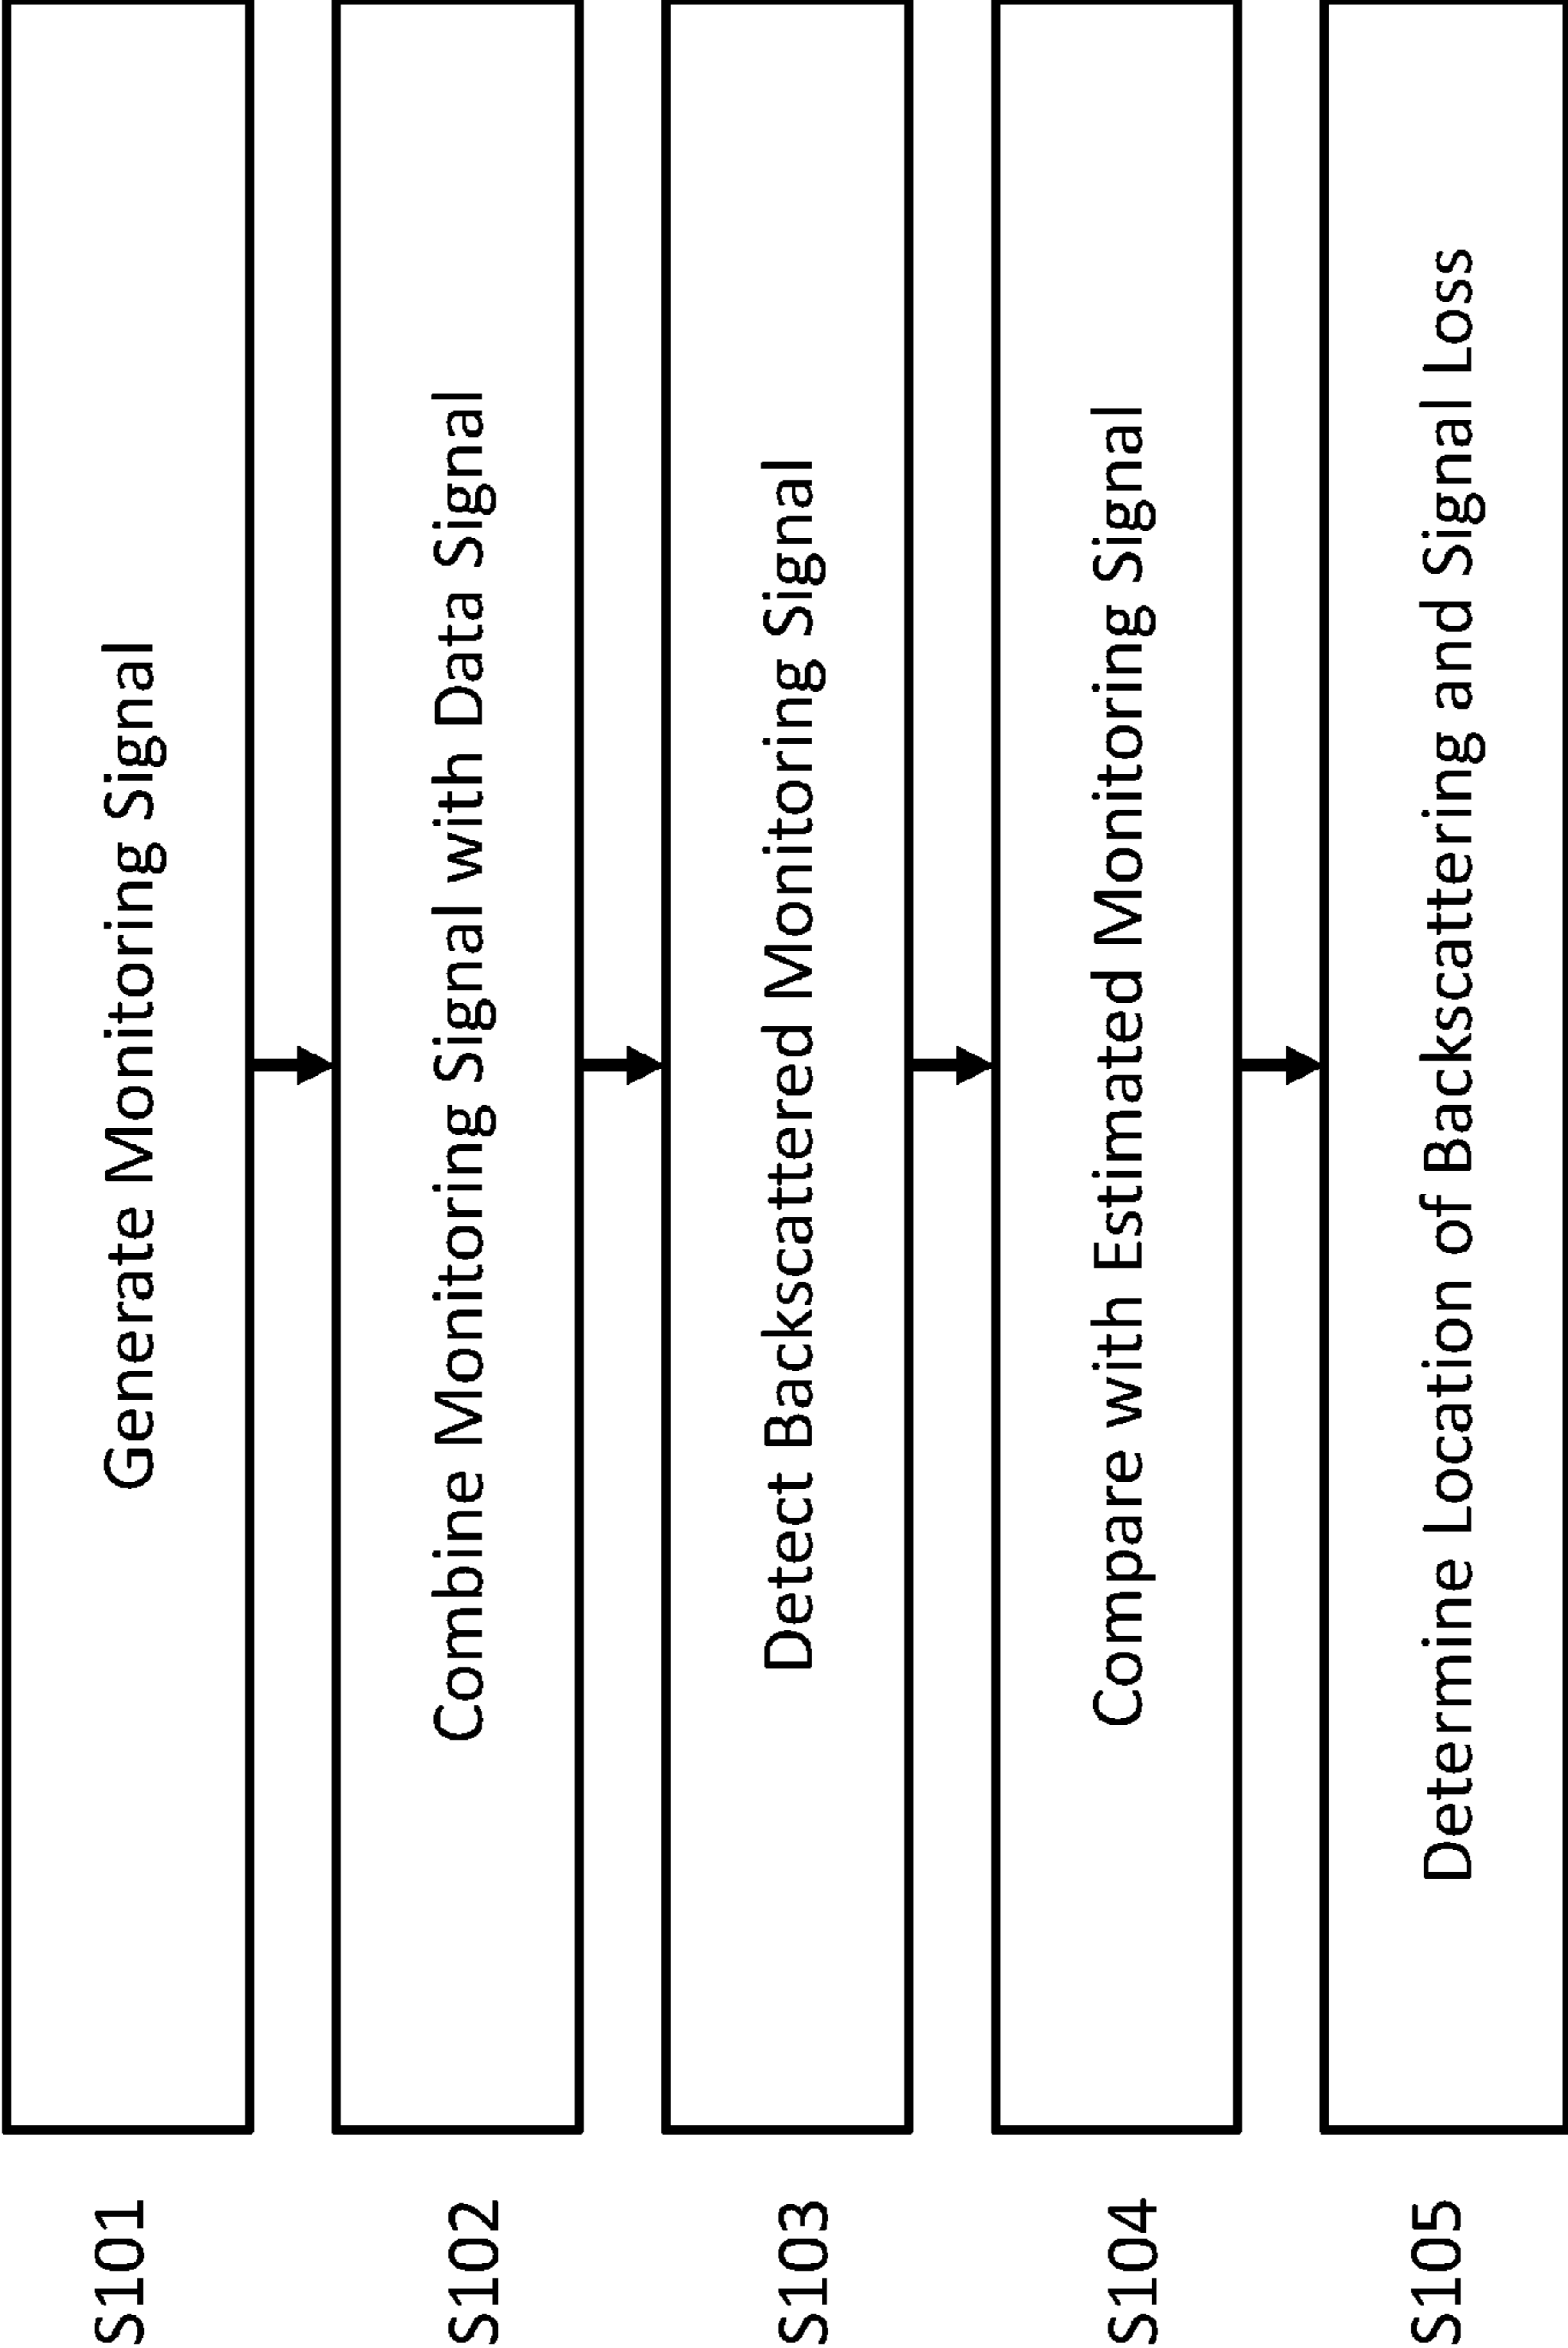 S101
Generate Monitoring Signal
S102
Combine Monitoring Signal with Data Signal
S103
Detect Backscattered Monitoring Signal
S104
Compare with Estimated Monitoring Signal
S105
Determine Location of Backscattering and Signal Loss